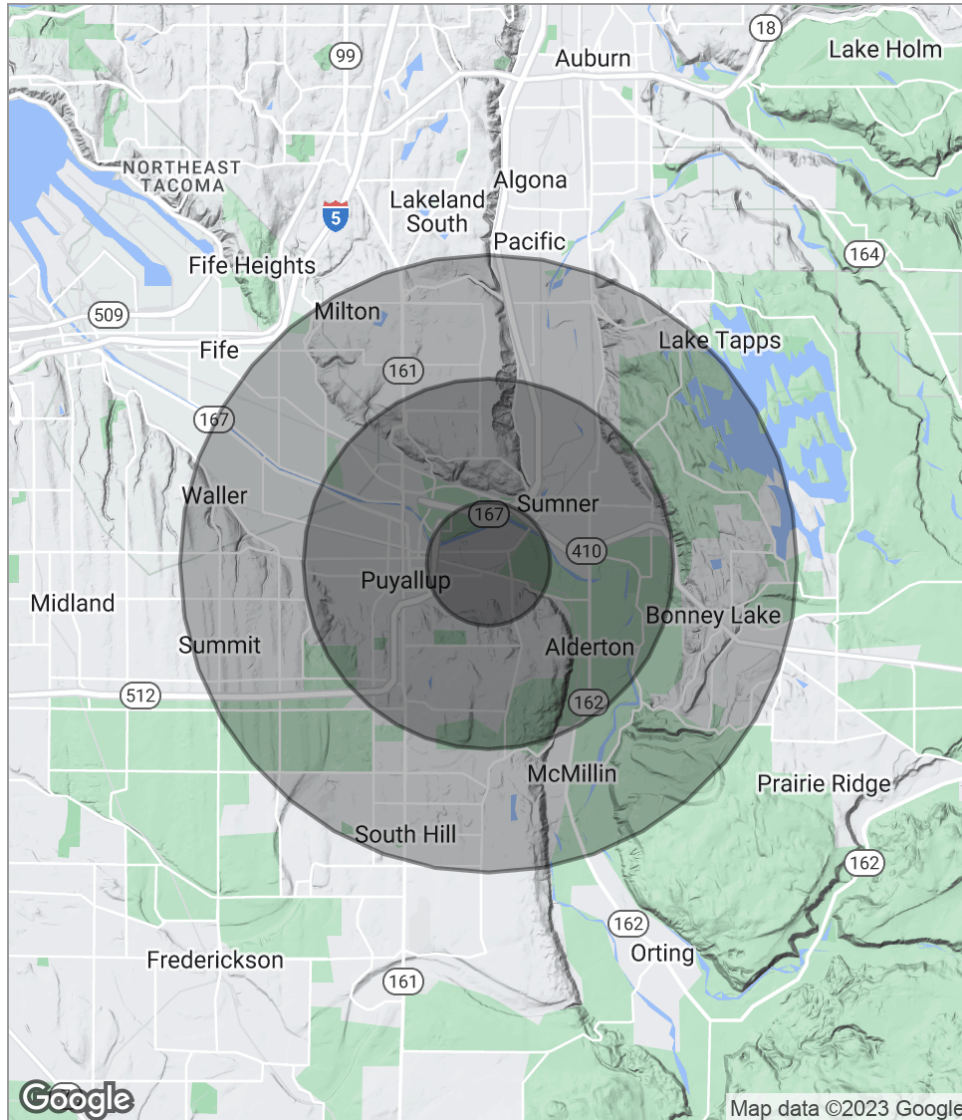 18
Lake Holm
99
Auburn
NORTHEAST
TACOMA
Algona
Lakeland
South
5
Pacific
164
Fife Heights
Milton
509
Lake Tapps
Fife
161
167
Waller
Sumner
167
410
Puyallup
Midland
Bonney Lake
Summit
Alderton
512
162
McMillin
Prairie Ridge
South Hill
162
162
Orting
Frederickson
161
Google
Map data ©2023 Google